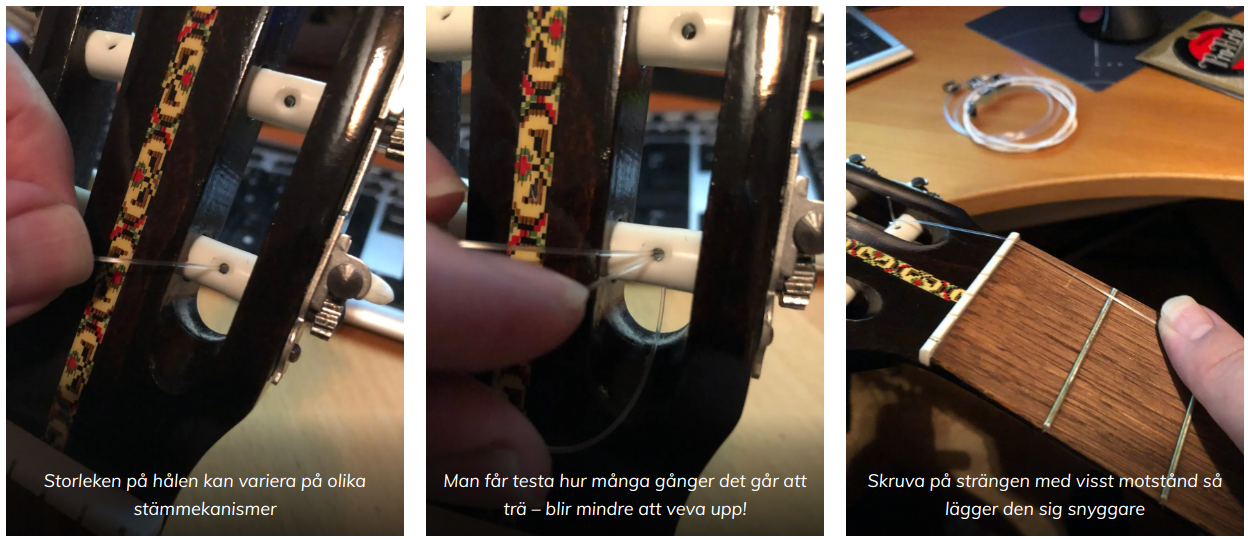 Storleken på hålen kan variera på olika
stämmekanismer
Man får testa hur många gånger det går att
trä – blir mindre att veva upp!
Skruva på strängen med visst motstånd så
lägger den sig snyggare